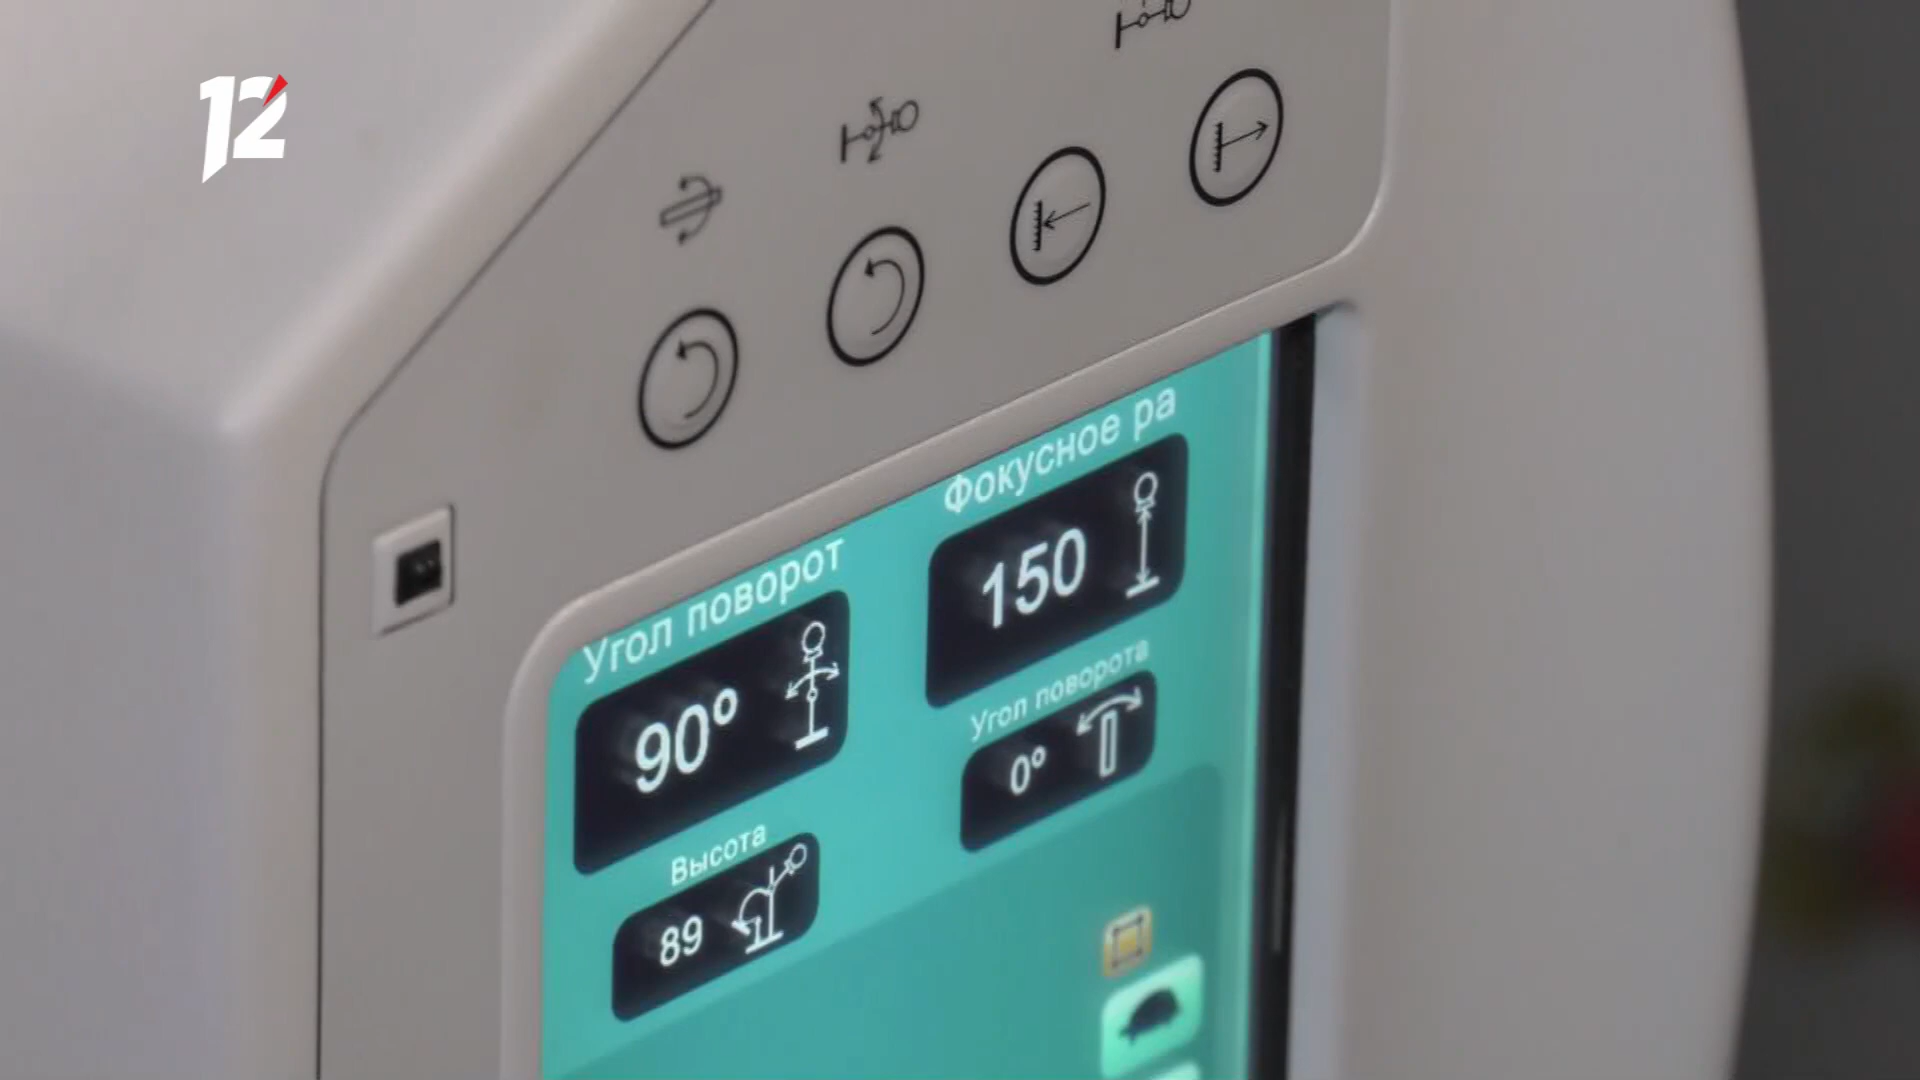 12
Угол поворот
90°
Фокусное ра
150
Угол поворота
0°
Высота
89